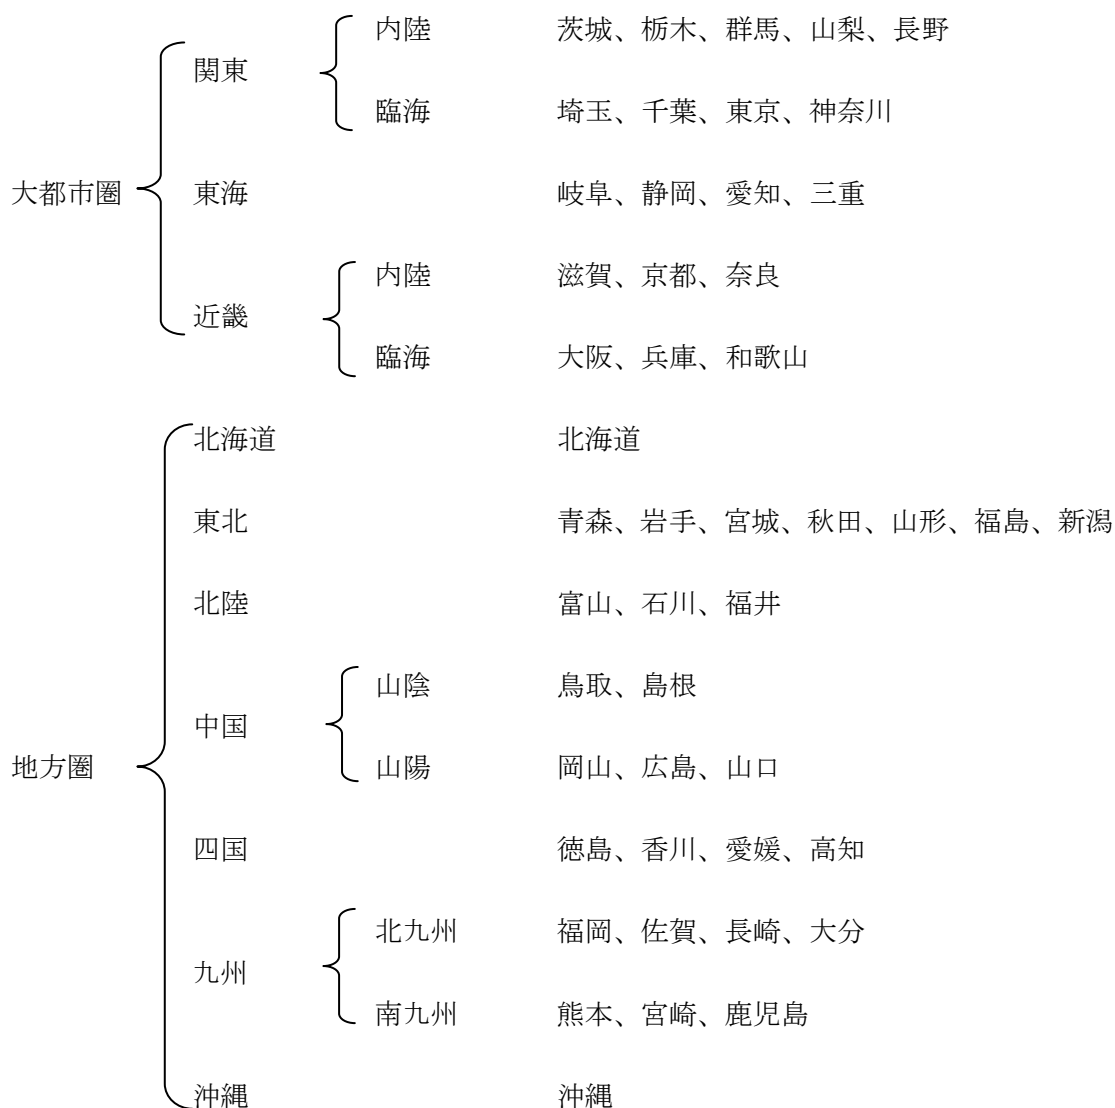 内陸 茨城、栃木、群馬、山梨、長野
関東
臨海 埼玉、千葉、東京、神奈川
大都市圏 東海 岐阜、静岡、愛知、三重
内陸 滋賀、京都、奈良
近畿
臨海 大阪、兵庫、和歌山
北海道 北海道
東北 青森、岩手、宮城、秋田、山形、福島、新潟
北陸 富山、石川、福井
山陰 鳥取、島根
中国
地方圏 山陽 岡山、広島、山口
四国 徳島、香川、愛媛、高知
北九州 福岡、佐賀、長崎、大分
九州
南九州 熊本、宮崎、鹿児島
沖縄 沖縄